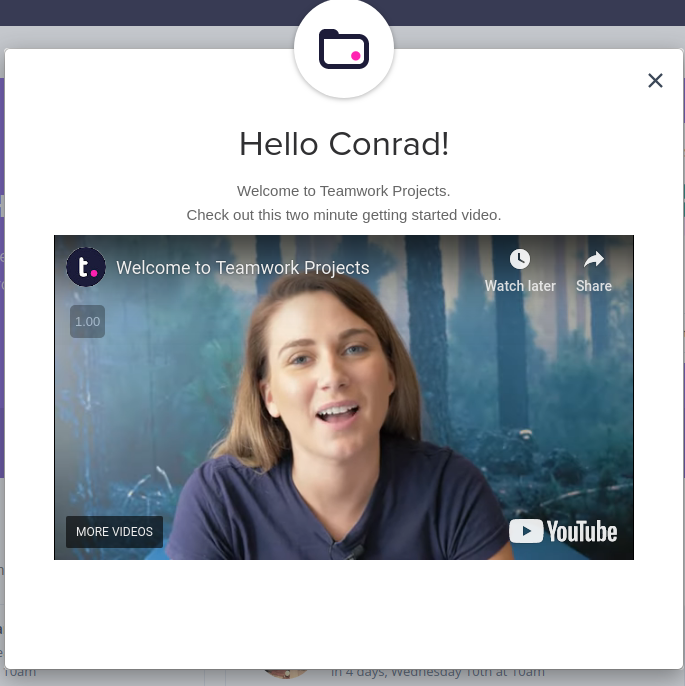 Hello Conrad!
Welcome to Teamwork Projects.
Check out this two minute getting started video.
t.
Welcome to Teamwork Projects
Watch later
Share
1.00
MORE VIDEOS
YouTube
10am
in 4 days, Wednesday 10th at 10am